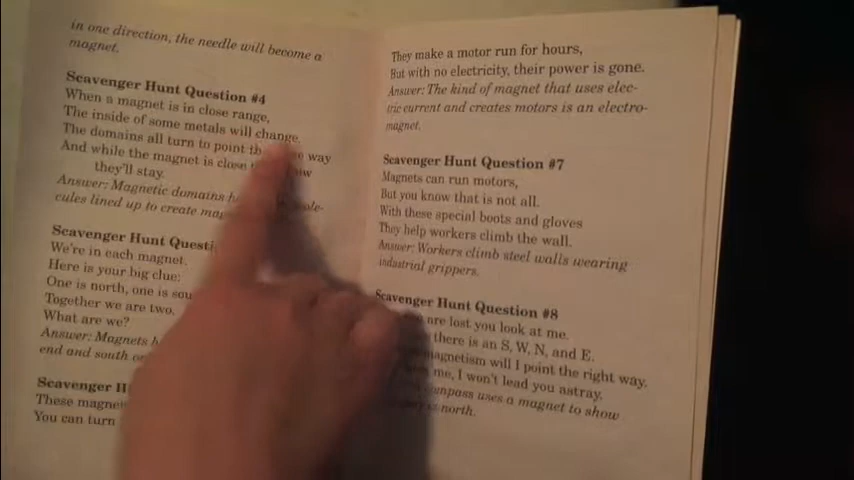 in one direction, the needle will become a
magnet.
Scavenger Hunt Question #4
When a magnet is in close range,
The inside of some metals will change.
The domains all turn to point way
And while the magnet is close
they'll stay.
Answer: Magnetic domains
cules lined up to create
Scavenger Hunt
We're in each magnet.
Here is your big clue:
One is north, one is
Together we are two.
What are we?
Answer: Magnets
end and south
Scavenger
These
You can turn
They make a motor run for hours,
But with no electricity, their power is gone.
Answer: The kind of magnet that uses elec-
tric current and creates motors is an electro-
magnet.
Scavenger Hunt Question #7
Magnets can run motors,
But you know that is not all.
With these special boots and gloves
They help workers climb the wall.
Answer: Workers climb steel walls wearing
industrial grippers.
Scavenger Hunt Question #8
are lost you look at me.
there is an S, W, N, and E.
magnetism will I point the right way.
me, I won't lead you astray.
compass uses a magnet to show
north.